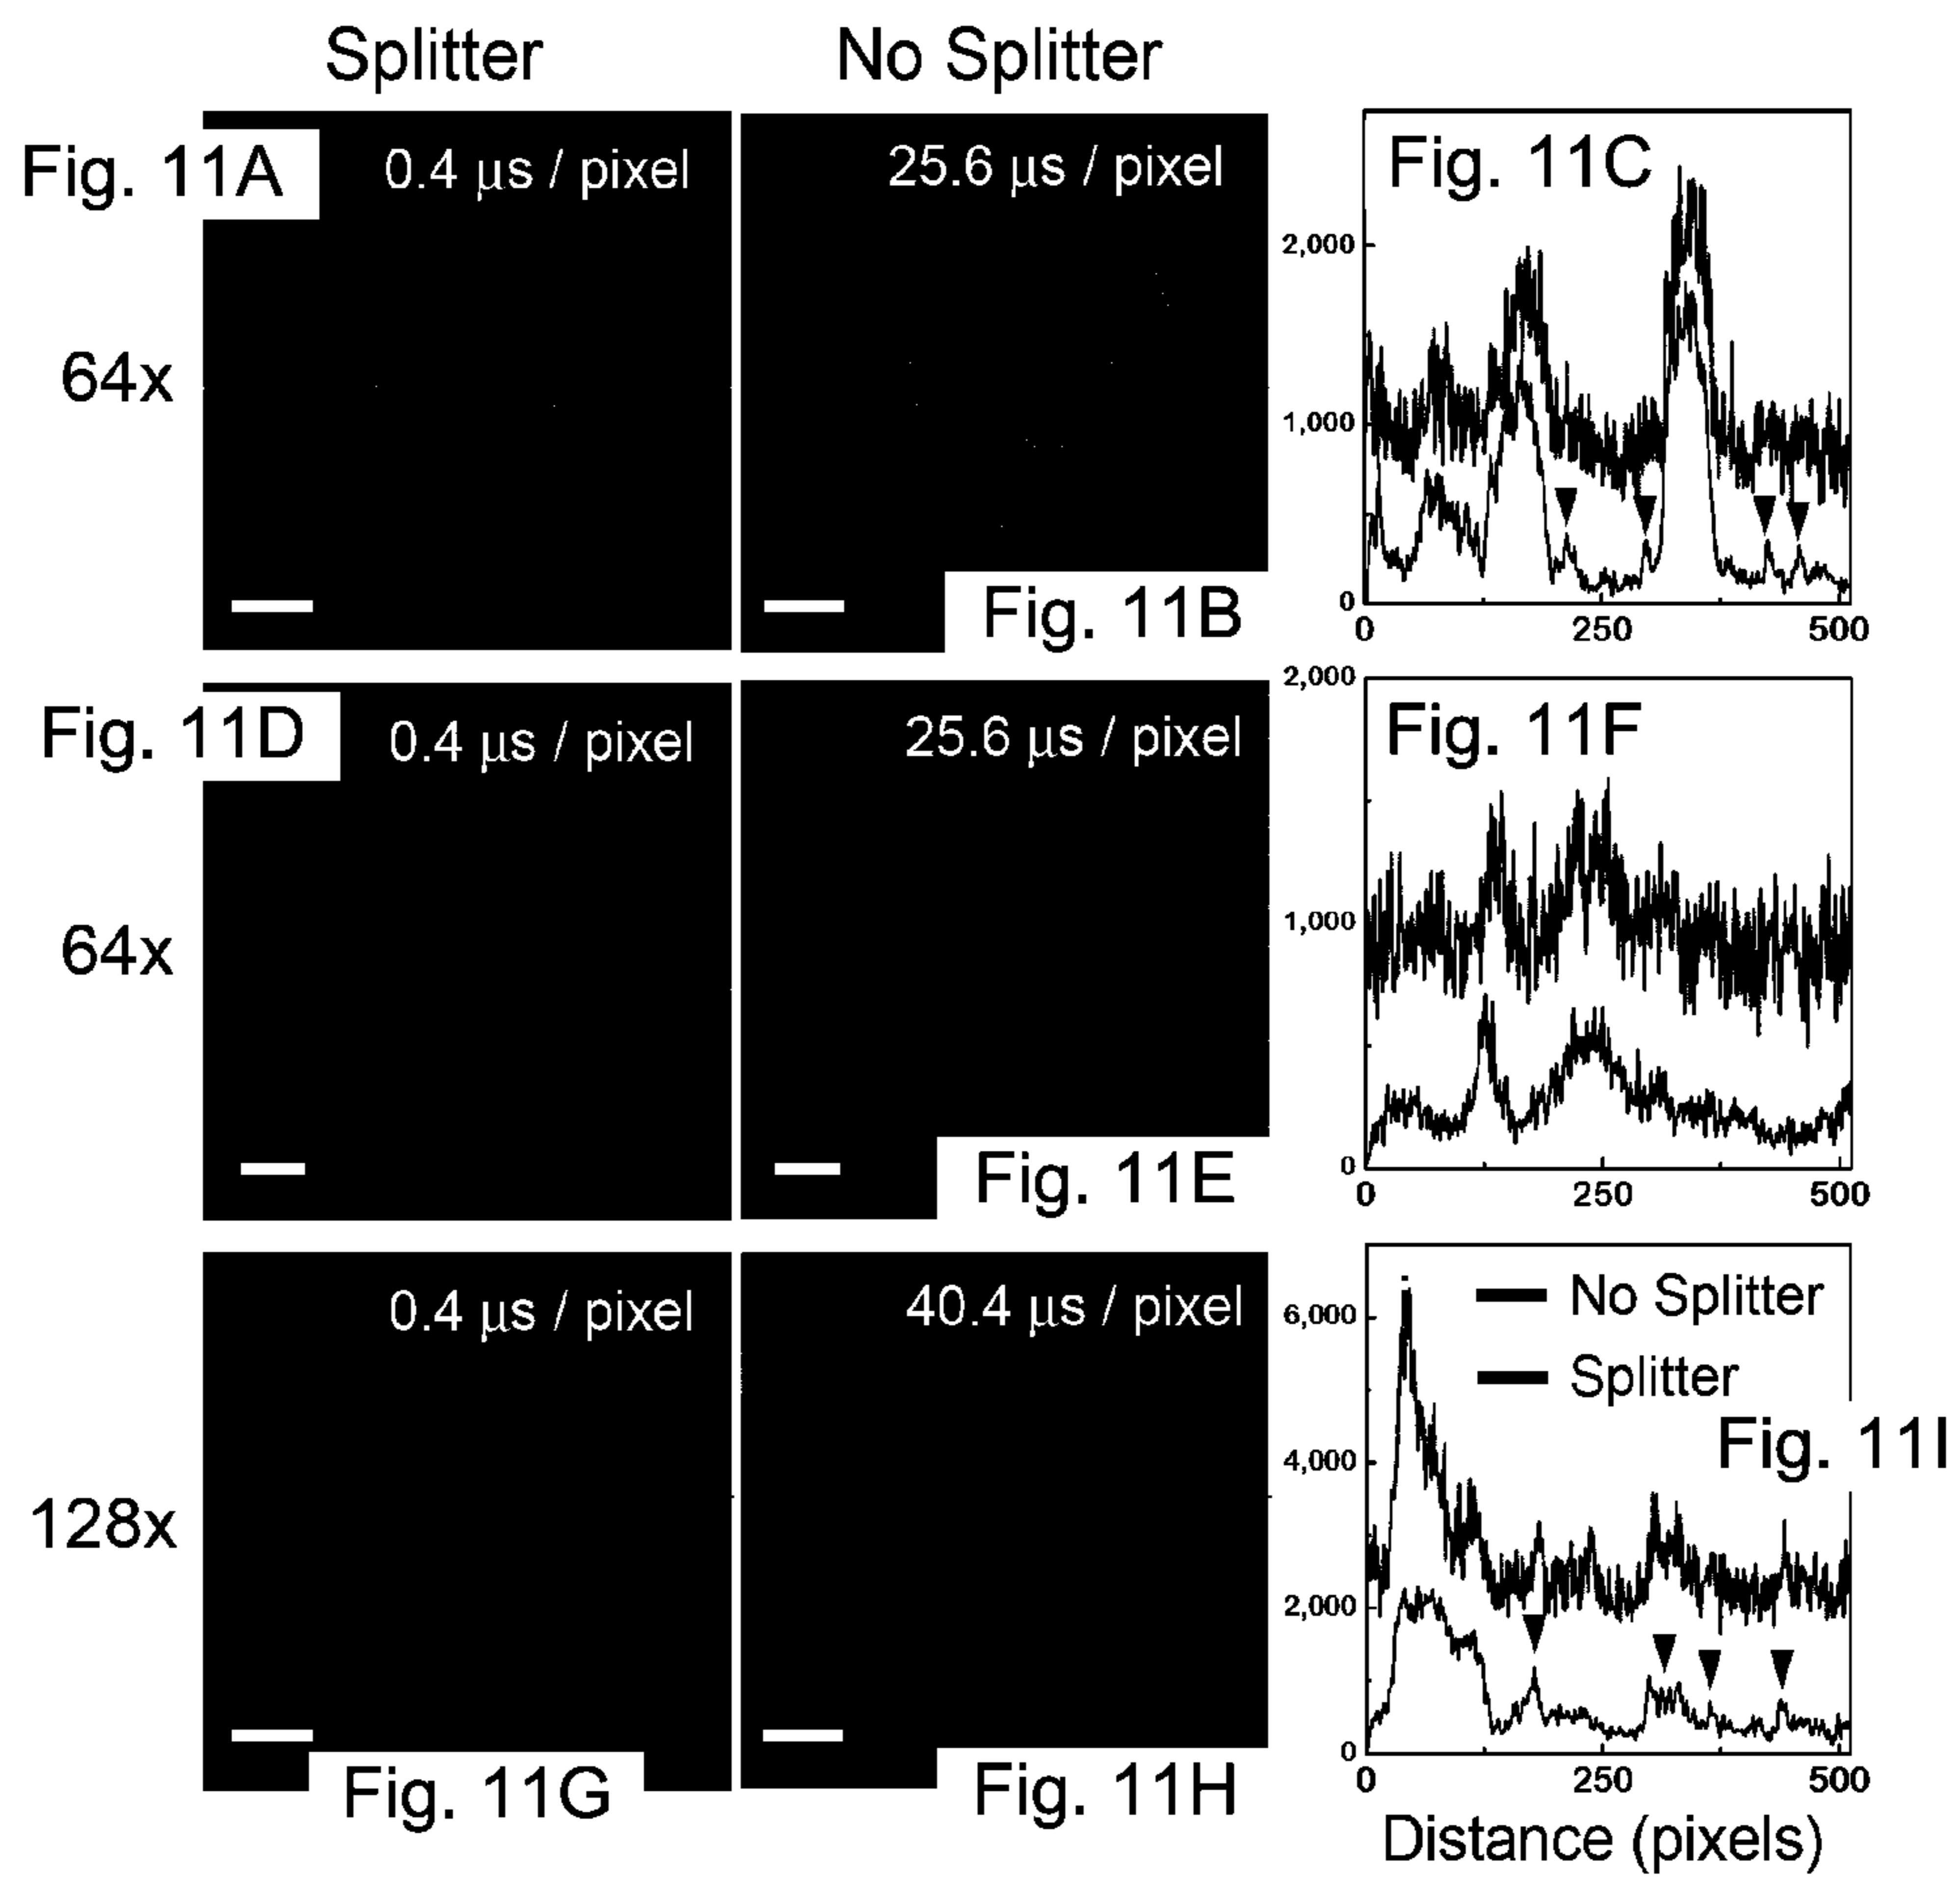 Splitter No Splitter
Fig. 11A 0.4 µs / pixel 25.6 µs / pixel Fig. 11C
64x
Fig. 11B
2,000
1,000
0
0 250 500
Fig. 11D 0.4 µs / pixel 25.6 µs / pixel Fig. 11F
64x
Fig. 11E
2,000
1,000
0
0 250 500
0.4 µs / pixel 40.4 µs / pixel
128x
Fig. 11G Fig. 11H
No Splitter
Splitter
Fig. 11I
6,000
4,000
2,000
0
0 250 500
Distance (pixels)